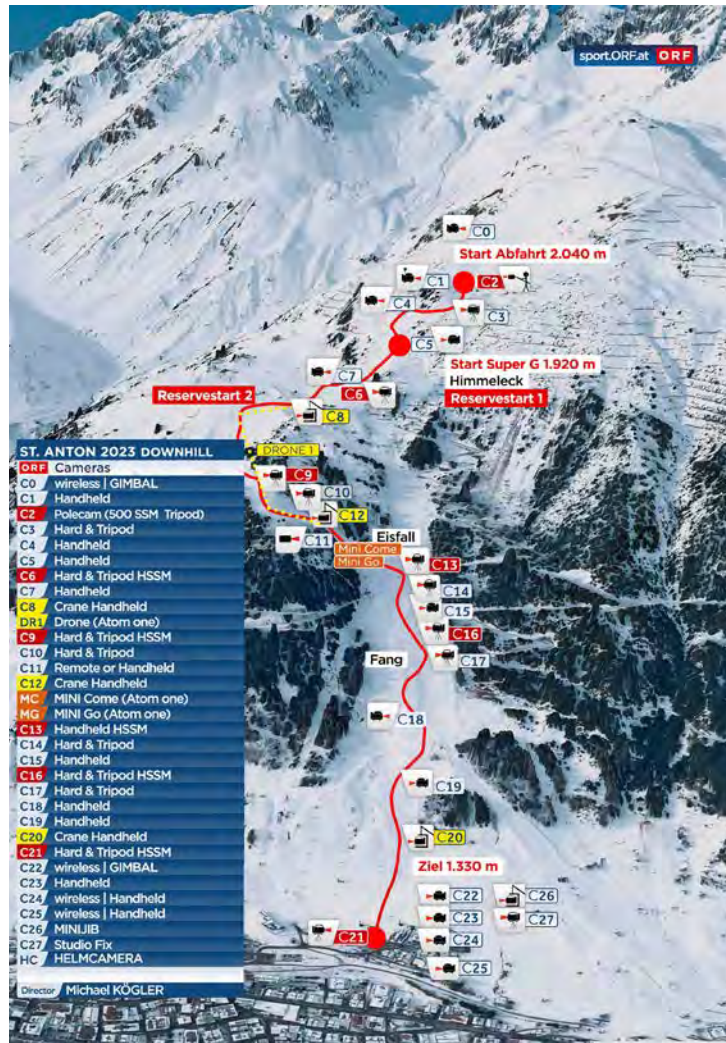 sport.ORF.at ORF
C0
Start Abfahrt 2.040 m
C1
C2
C4
C3
C5
Start Super G 1.920 m
Himmeleck
Reservestart 1
C7
C6
Reservestart 2
C8
DRONE 1
C9
C10
C12
C11
Eisfall
Mini Come
Mini Go
C13
C14
C15
C16
C17
Fang
C18
C19
C20
Ziel 1.330 m
C22
C26
C23
C27
C24
C21
C25
ST. ANTON 2023 DOWNHILL
ORF Cameras
C0 wireless | GIMBAL
C1 Handheld
C2 Polecam (500 SSM Tripod)
C3 Hard & Tripod
C4 Handheld
C5 Handheld
C6 Hard & Tripod HSSM
C7 Handheld
C8 Crane Handheld
DR1 Drone (Atom one)
C9 Hard & Tripod HSSM
C10 Hard & Tripod
C11 Remote or Handheld
C12 Crane Handheld
MC MINI Come (Atom one)
MG MINI Go (Atom one)
C13 Handheld HSSM
C14 Hard & Tripod
C15 Handheld
C16 Hard & Tripod HSSM
C17 Hard & Tripod
C18 Handheld
C19 Handheld
C20 Crane Handheld
C21 Hard & Tripod HSSM
C22 wireless | GIMBAL
C23 Handheld
C24 wireless | Handheld
C25 wireless | Handheld
C26 MINIJIB
C27 Studio Fix
HC HELMCAMERA
Director Michael KÖGLER